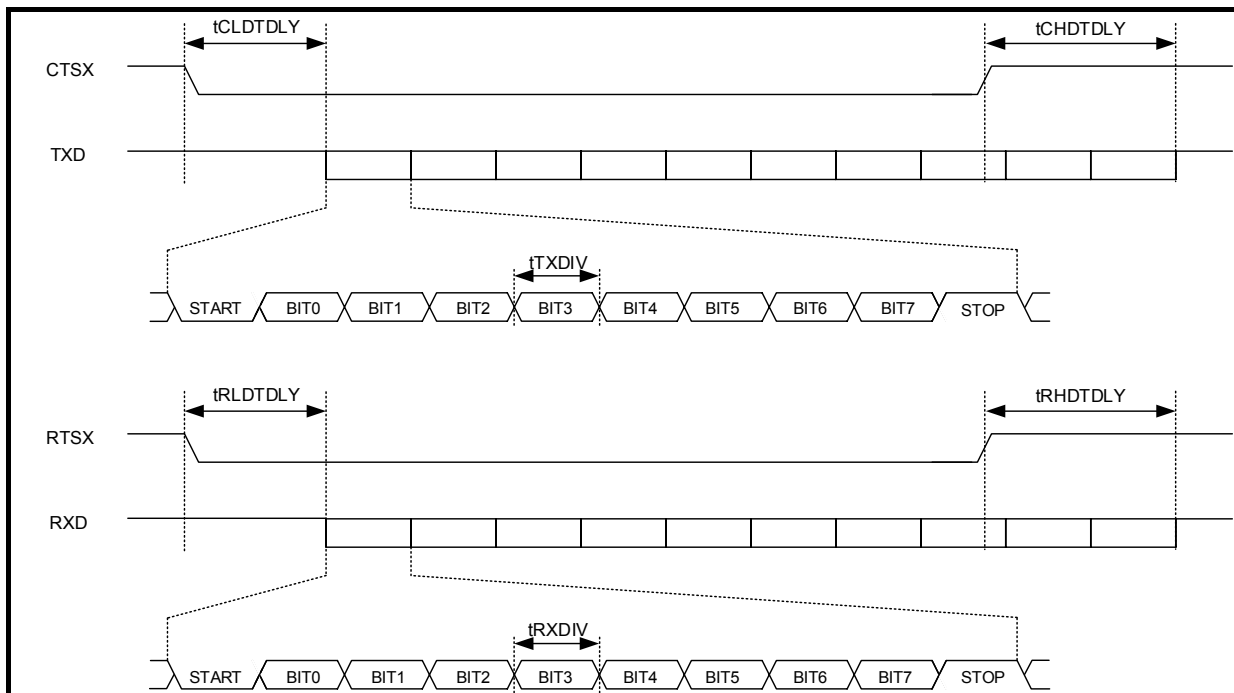 tCLDTDLY tCHDTDLY
CTSX
TXD
tTXDIV
START BIT0 BIT1 BIT2 BIT3 BIT4 BIT5 BIT6 BIT7 STOP
tRLDTDLY tRHDTDLY
RTSX
RXD
tRXDIV
START BIT0 BIT1 BIT2 BIT3 BIT4 BIT5 BIT6 BIT7 STOP